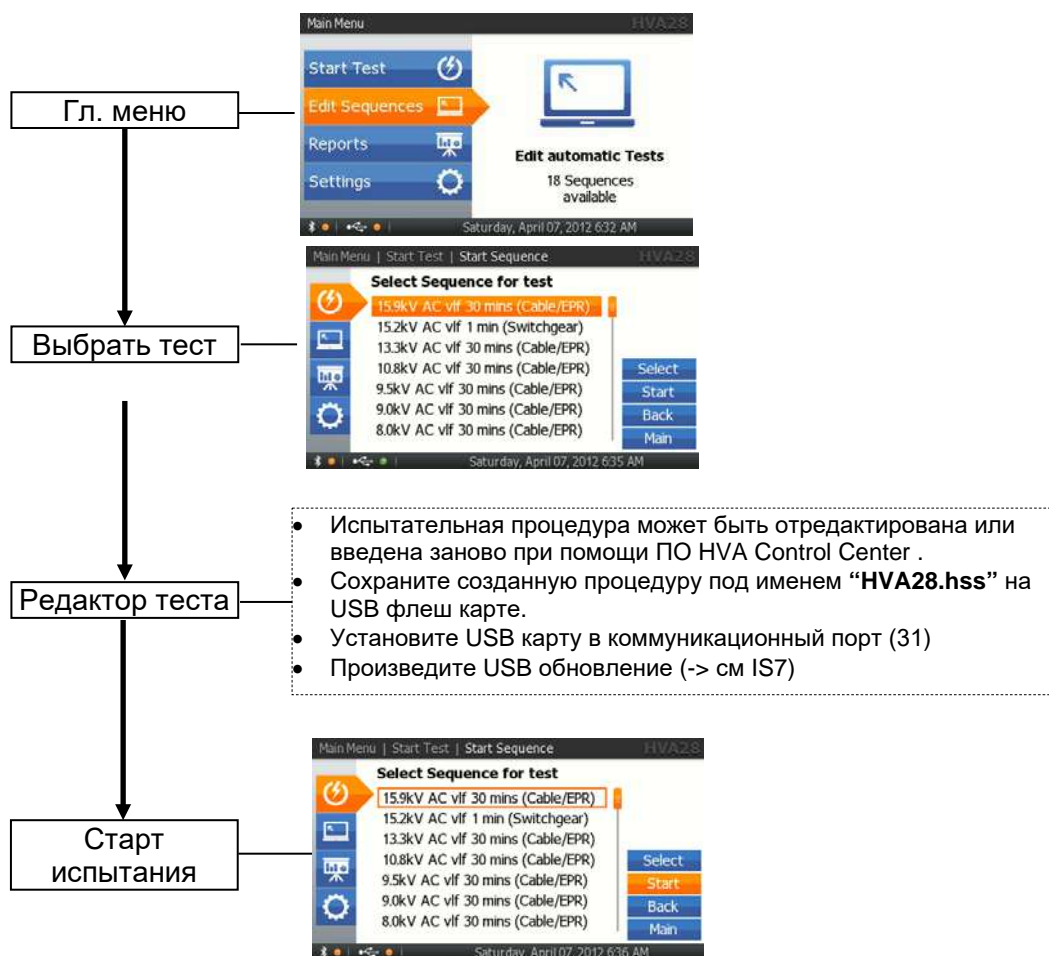 Main Menu HVA28
Start Test
Edit Sequences
Reports
Settings
Edit automatic Tests
18 Sequences
available
Saturday, April 07, 2012 6:32 AM
Гл. меню
Main Menu | Start Test | Start Sequence HVA28
Select Sequence for test
15.9kV AC vlf 30 mins (Cable/EPR)
15.2kV AC vlf 1 min (Switchgear)
13.3kV AC vlf 30 mins (Cable/EPR)
10.8kV AC vlf 30 mins (Cable/EPR)
9.5kV AC vlf 30 mins (Cable/EPR)
9.0kV AC vlf 30 mins (Cable/EPR)
8.0kV AC vlf 30 mins (Cable/EPR)
Select
Start
Back
Main
Saturday, April 07, 2012 6:35 AM
Выбрать тест
• Испытательная процедура может быть отредактирована или
введена заново при помощи ПО HVA Control Center .
• Сохраните созданную процедуру под именем “HVA28.hss” на
USB флеш карте.
• Установите USB карту в коммуникационный порт (31)
• Произведите USB обновление (-> см IS7)
Редактор теста
Main Menu | Start Test | Start Sequence HVA28
Select Sequence for test
15.9kV AC vlf 30 mins (Cable/EPR)
15.2kV AC vlf 1 min (Switchgear)
13.3kV AC vlf 30 mins (Cable/EPR)
10.8kV AC vlf 30 mins (Cable/EPR)
9.5kV AC vlf 30 mins (Cable/EPR)
9.0kV AC vlf 30 mins (Cable/EPR)
8.0kV AC vlf 30 mins (Cable/EPR)
Select
Start
Back
Main
Saturday, April 07, 2012 6:36 AM
Старт
испытания